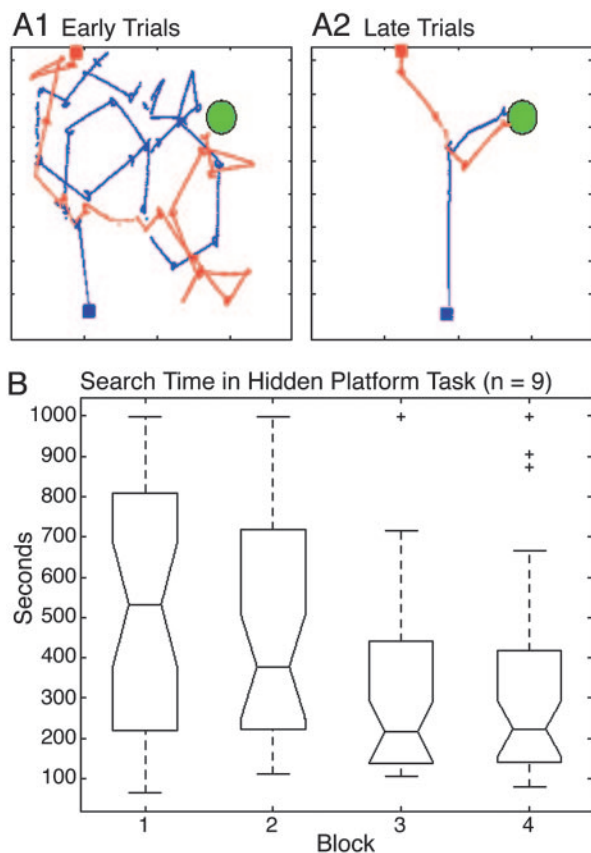 A1 Early Trials
A2 Late Trials
B Search Time in Hidden Platform Task (n = 9)
1000
900
800
700
600
500
400
300
200
100
Seconds
1 2 3 4
Block